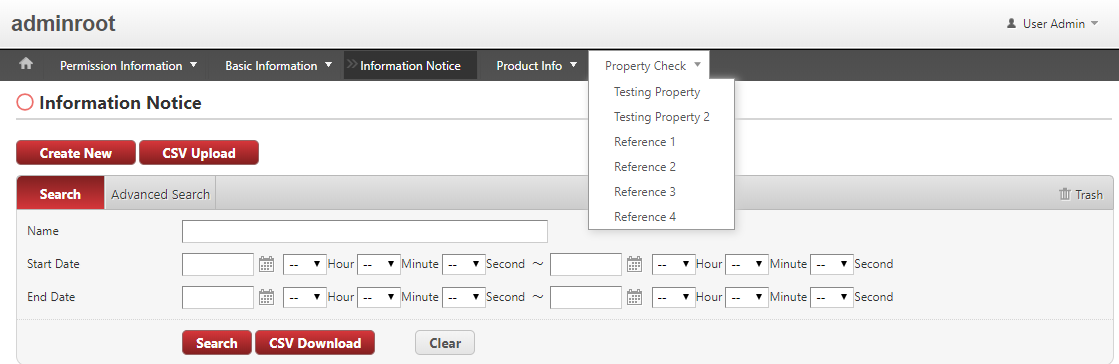 adminroot
User Admin
Permission Information Basic Information Information Notice Product Info Property Check
Testing Property
Testing Property 2
Reference 1
Reference 2
Reference 3
Reference 4
Information Notice
Create New CSV Upload
Search Advanced Search Trash
Name
Start Date -- Hour -- Minute -- Second ～ -- Hour -- Minute -- Second
End Date -- Hour -- Minute -- Second ～ -- Hour -- Minute -- Second
Search CSV Download Clear